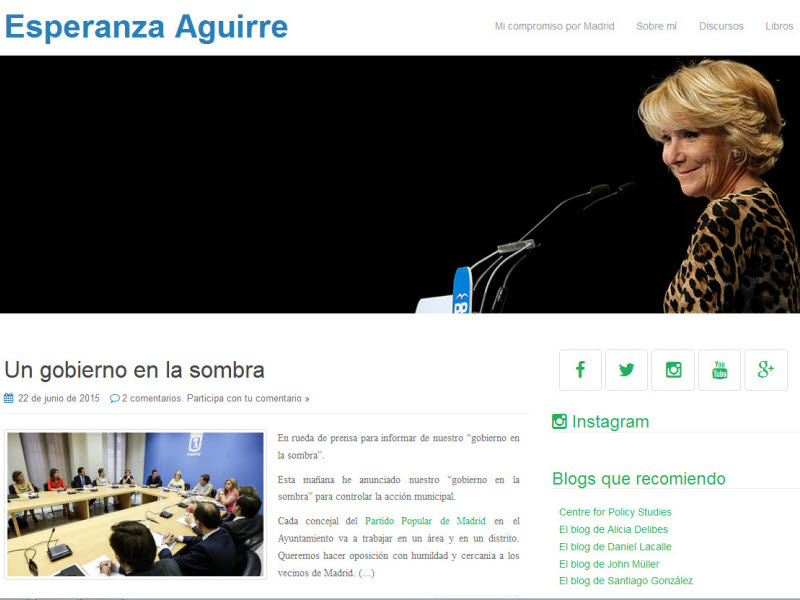 Esperanza Aguirre
Mi compromiso por Madrid Sobre mí Discursos Libros
Un gobierno en la sombra
22 de junio de 2015 2 comentarios. Participa con tu comentario »
En rueda de prensa para informar de nuestro “gobierno en
la sombra”.
Esta mañana he anunciado nuestro “gobierno en la
sombra” para controlar la acción municipal.
Cada concejal del Partido Popular de Madrid en el
Ayuntamiento va a trabajar en un área y en un distrito.
Queremos hacer oposición con humildad y cercanía a los
vecinos de Madrid. (...)
f You Tube g+
Instagram
Blogs que recomiendo
Centre for Policy Studies
El blog de Alicia Delibes
El blog de Daniel Lacalle
El blog de John Müller
El blog de Santiago González